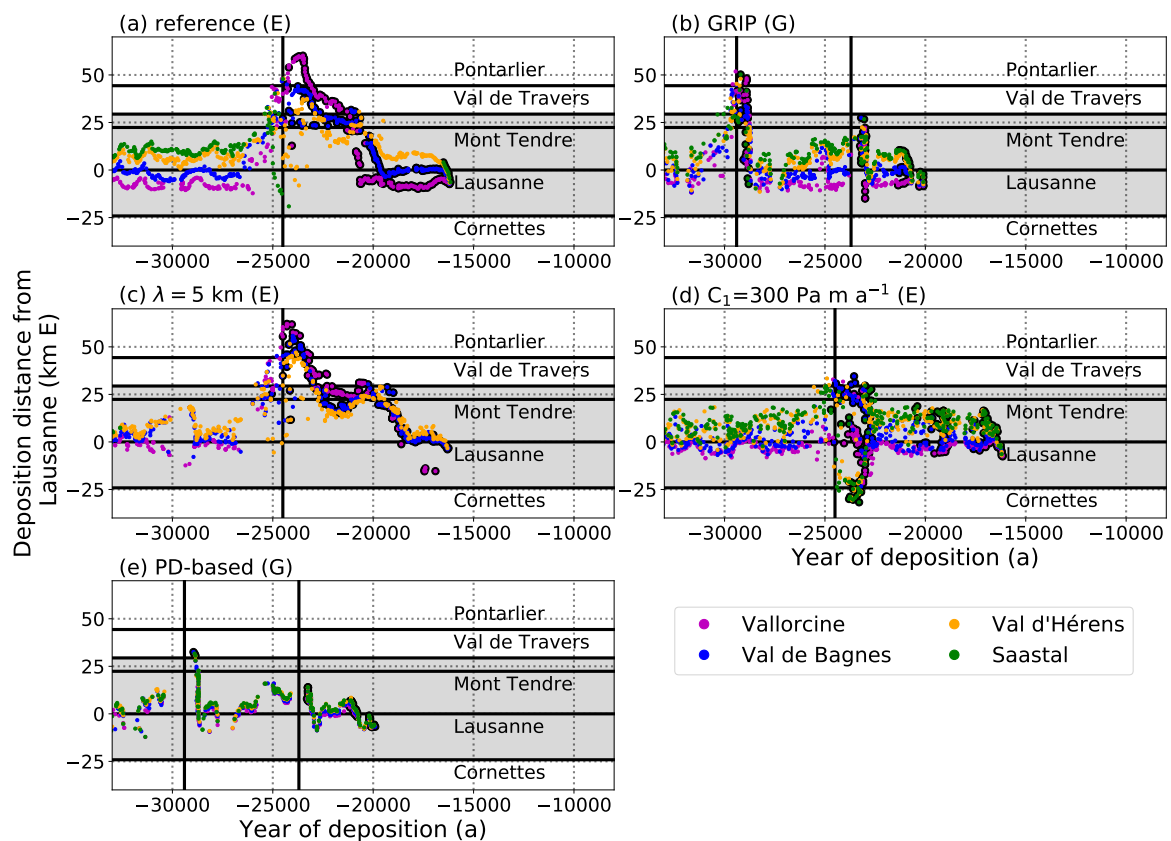 (a) reference (E)
50
25
0
−25
Pontarlier
Val de Travers
Mont Tendre
Lausanne
Cornettes
−30000 −25000 −20000 −15000 −10000
(b) GRIP (G)
50
25
0
−25
Pontarlier
Val de Travers
Mont Tendre
Lausanne
Cornettes
−30000 −25000 −20000 −15000 −10000
(c) λ = 5 km (E)
50
25
0
−25
Pontarlier
Val de Travers
Mont Tendre
Lausanne
Cornettes
−30000 −25000 −20000 −15000 −10000
(d) C₁=300 Pa m a⁻¹ (E)
50
25
0
−25
Pontarlier
Val de Travers
Mont Tendre
Lausanne
Cornettes
−30000 −25000 −20000 −15000 −10000
Year of deposition (a)
Deposition distance from
Lausanne (km E)
(e) PD-based (G)
50
25
0
−25
Pontarlier
Val de Travers
Mont Tendre
Lausanne
Cornettes
−30000 −25000 −20000 −15000 −10000
Year of deposition (a)
Vallorcine
Val de Bagnes
Val d'Hérens
Saastal